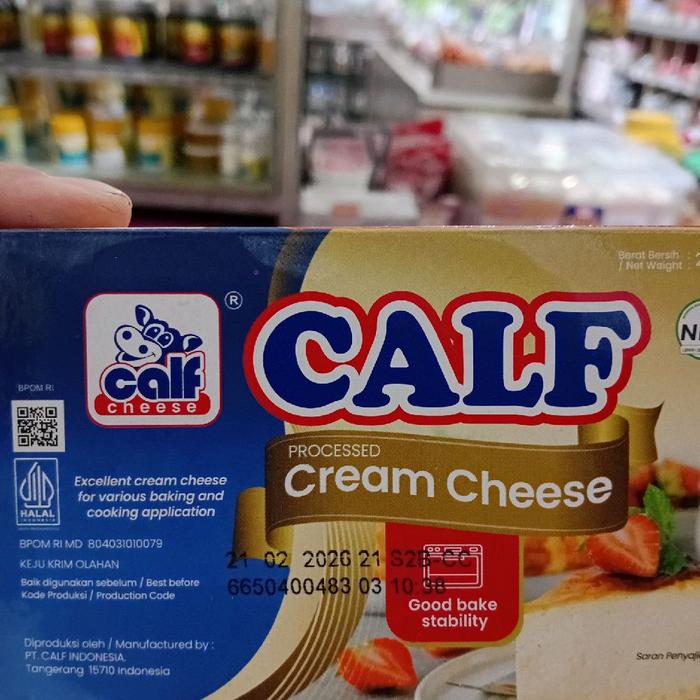 Berat Bersih :
/ Net Weight :
calf
cheese
®
CALF
BPOM RI
PROCESSED
Cream Cheese
HALAL
INDONESIA
Excellent cream cheese
for various baking and
cooking application
BPOM RI MD 804031010079
KEJU KRIM OLAHAN
Baik digunakan sebelum / Best before
Kode Produksi / Production Code
21 02 2026 21 S2B-CC
6650400483 03 10:38
Good bake
stability
Diproduksi oleh / Manufactured by :
PT. CALF INDONESIA.
Tangerang 15710 Indonesia
Saran Penyaji